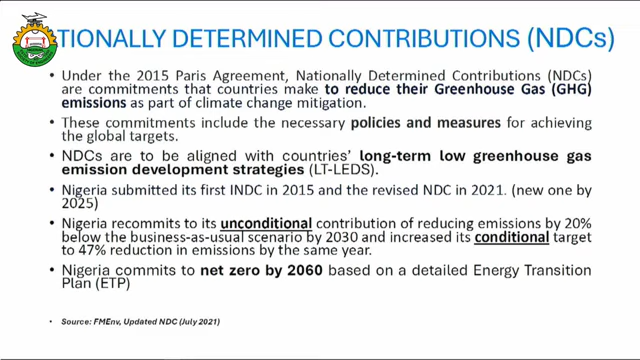 TIONALLY DETERMINED CONTRIBUTIONS (NDCs)
• Under the 2015 Paris Agreement, Nationally Determined Contributions (NDCs)
are commitments that countries make to reduce their Greenhouse Gas (GHG)
emissions as part of climate change mitigation.
• These commitments include the necessary policies and measures for achieving
the global targets.
• NDCs are to be aligned with countries’ long-term low greenhouse gas
emission development strategies (LT-LEDS).
• Nigeria submitted its first INDC in 2015 and the revised NDC in 2021. (new one by
2025)
• Nigeria recommits to its unconditional contribution of reducing emissions by 20%
below the business-as-usual scenario by 2030 and increased its conditional target
to 47% reduction in emissions by the same year.
• Nigeria commits to net zero by 2060 based on a detailed Energy Transition
Plan (ETP)
• Source: FMEnv, Updated NDC (July 2021)